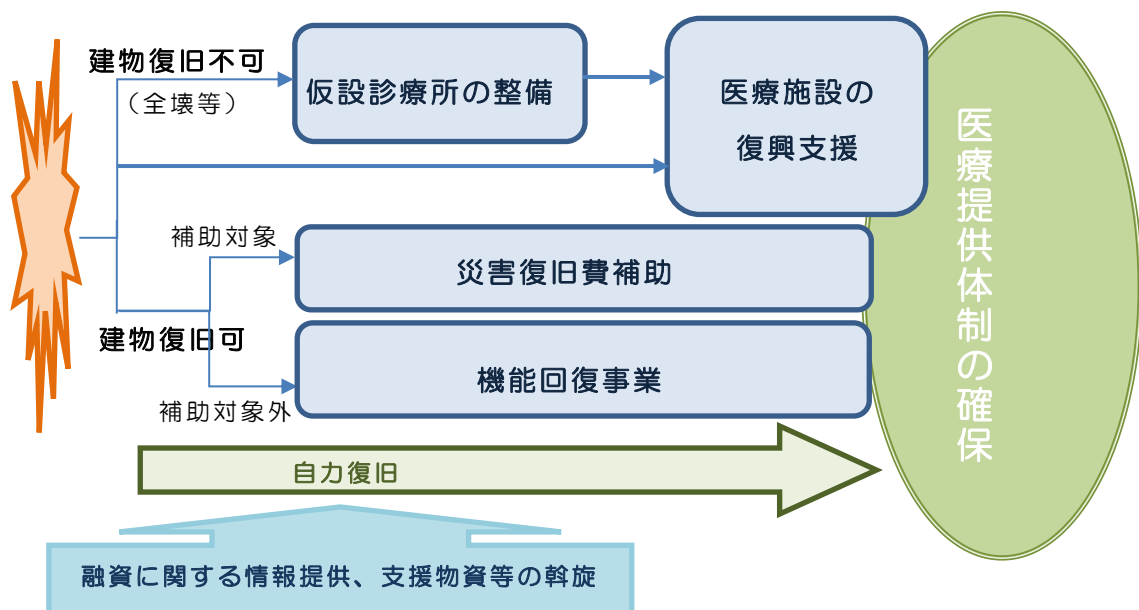 建物復旧不可
（全壊等）
仮設診療所の整備
医療施設の
復興支援
補助対象
災害復旧費補助
建物復旧可
機能回復事業
補助対象外
医療提供体制の確保
自力復旧
融資に関する情報提供、支援物資等の斡旋